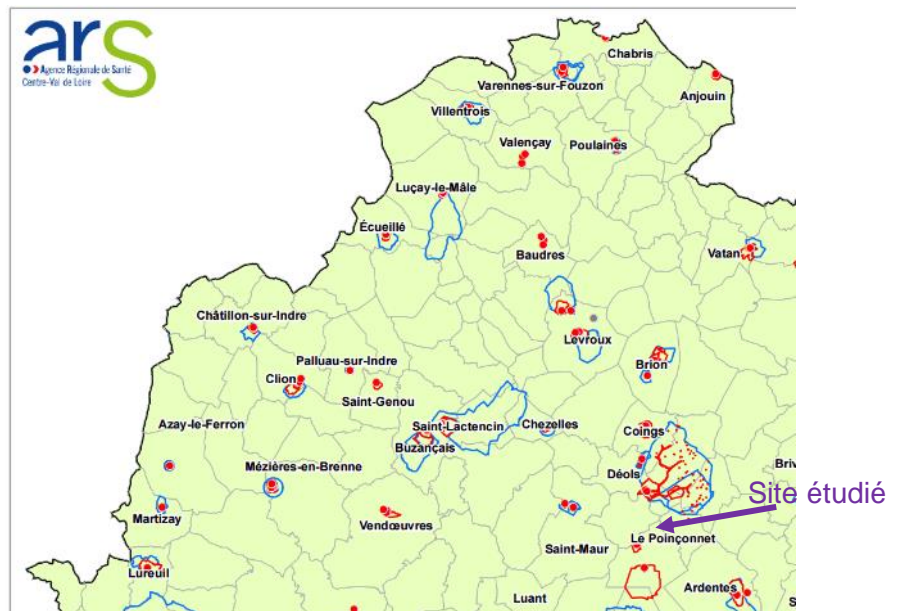 ars
Agence Régionale de Santé
Centre-Val de Loire
Chabris
Varennes-sur-Fouzon
Anjouin
Villentrois
Valençay
Poulaines
Luçay-le-Mâle
Écueillé
Baudres
Vatan
Châtillon-sur-Indre
Levroux
Palluau-sur-Indre
Brion
Clion
Saint-Genou
Azay-le-Ferron
Saint-Lactencin
Chezelles
Coings
Buzançais
Mézières-en-Brenne
Déols
Briv
Site étudié
Martizay
Vendœuvres
Le Poinçonnet
Saint-Maur
Lureuil
Ardentes
Luant
S